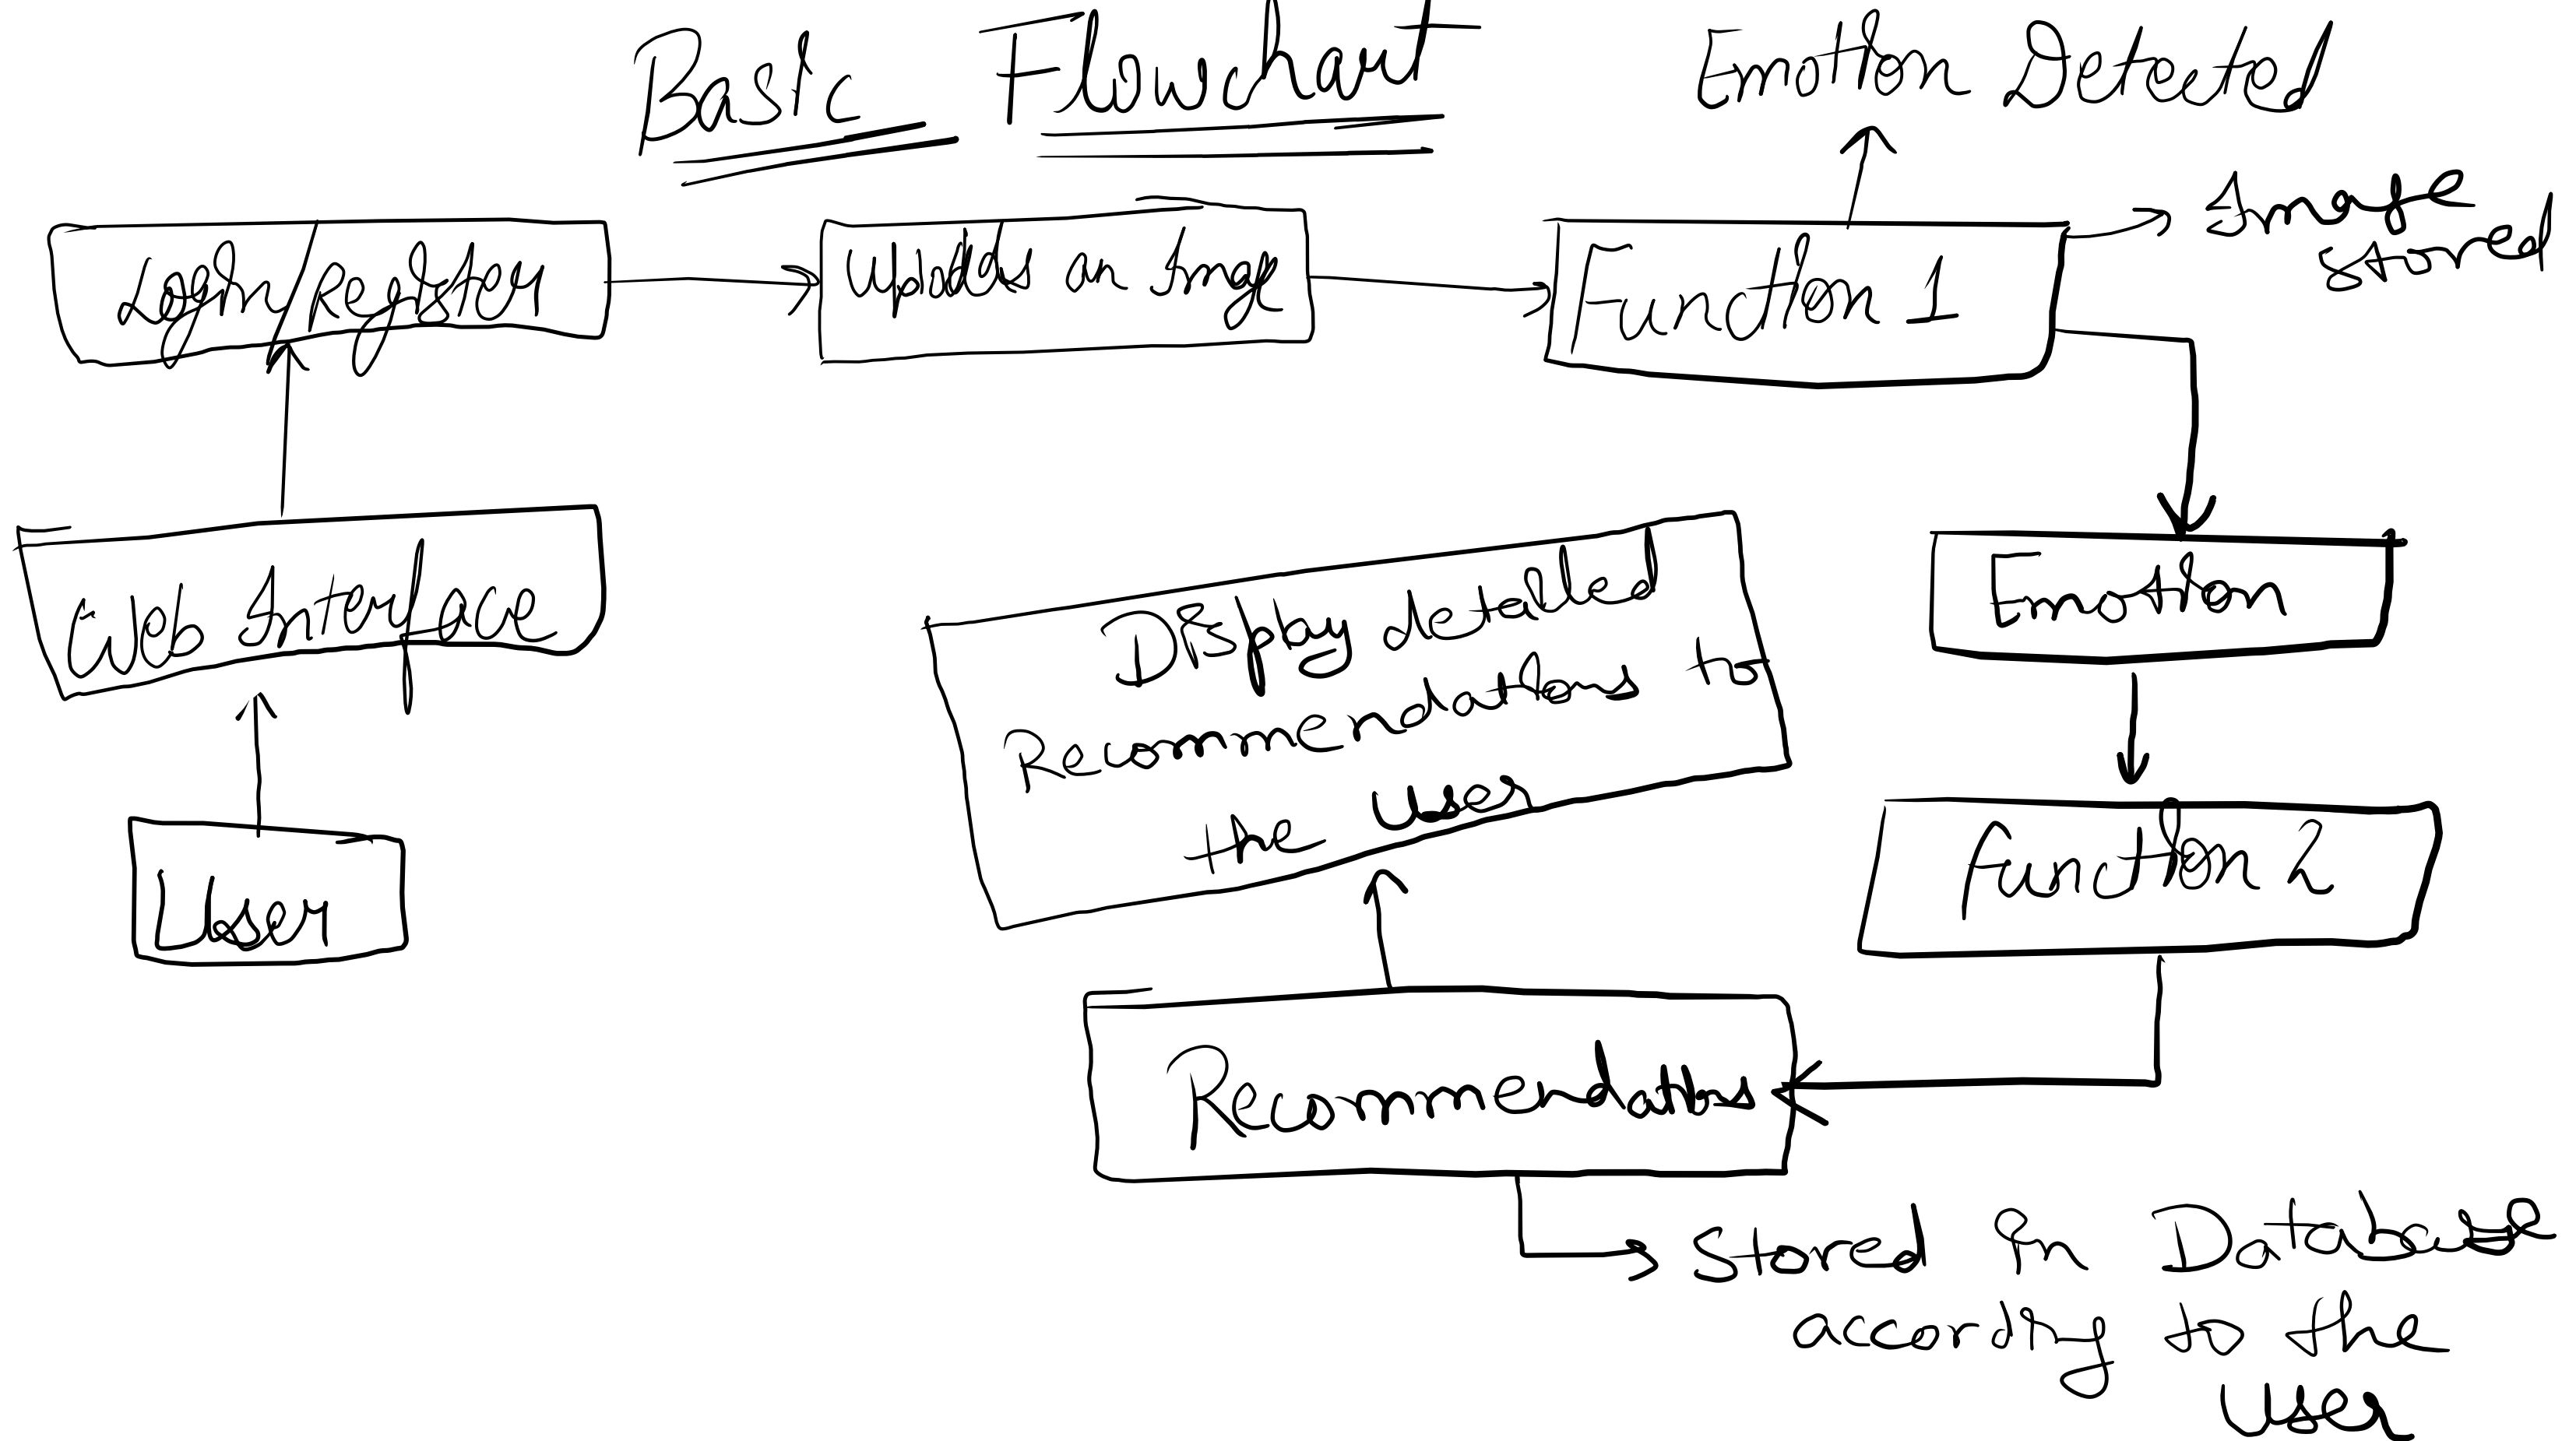 Basic Flowchart
Emotion Detected
Image
stored
Login/Register
Uploads an Image
Function 1
Web Interface
Emotion
Display detailed
Recommendations to
the User
User
Function 2
Recommendations
Stored in Database
according to the
User